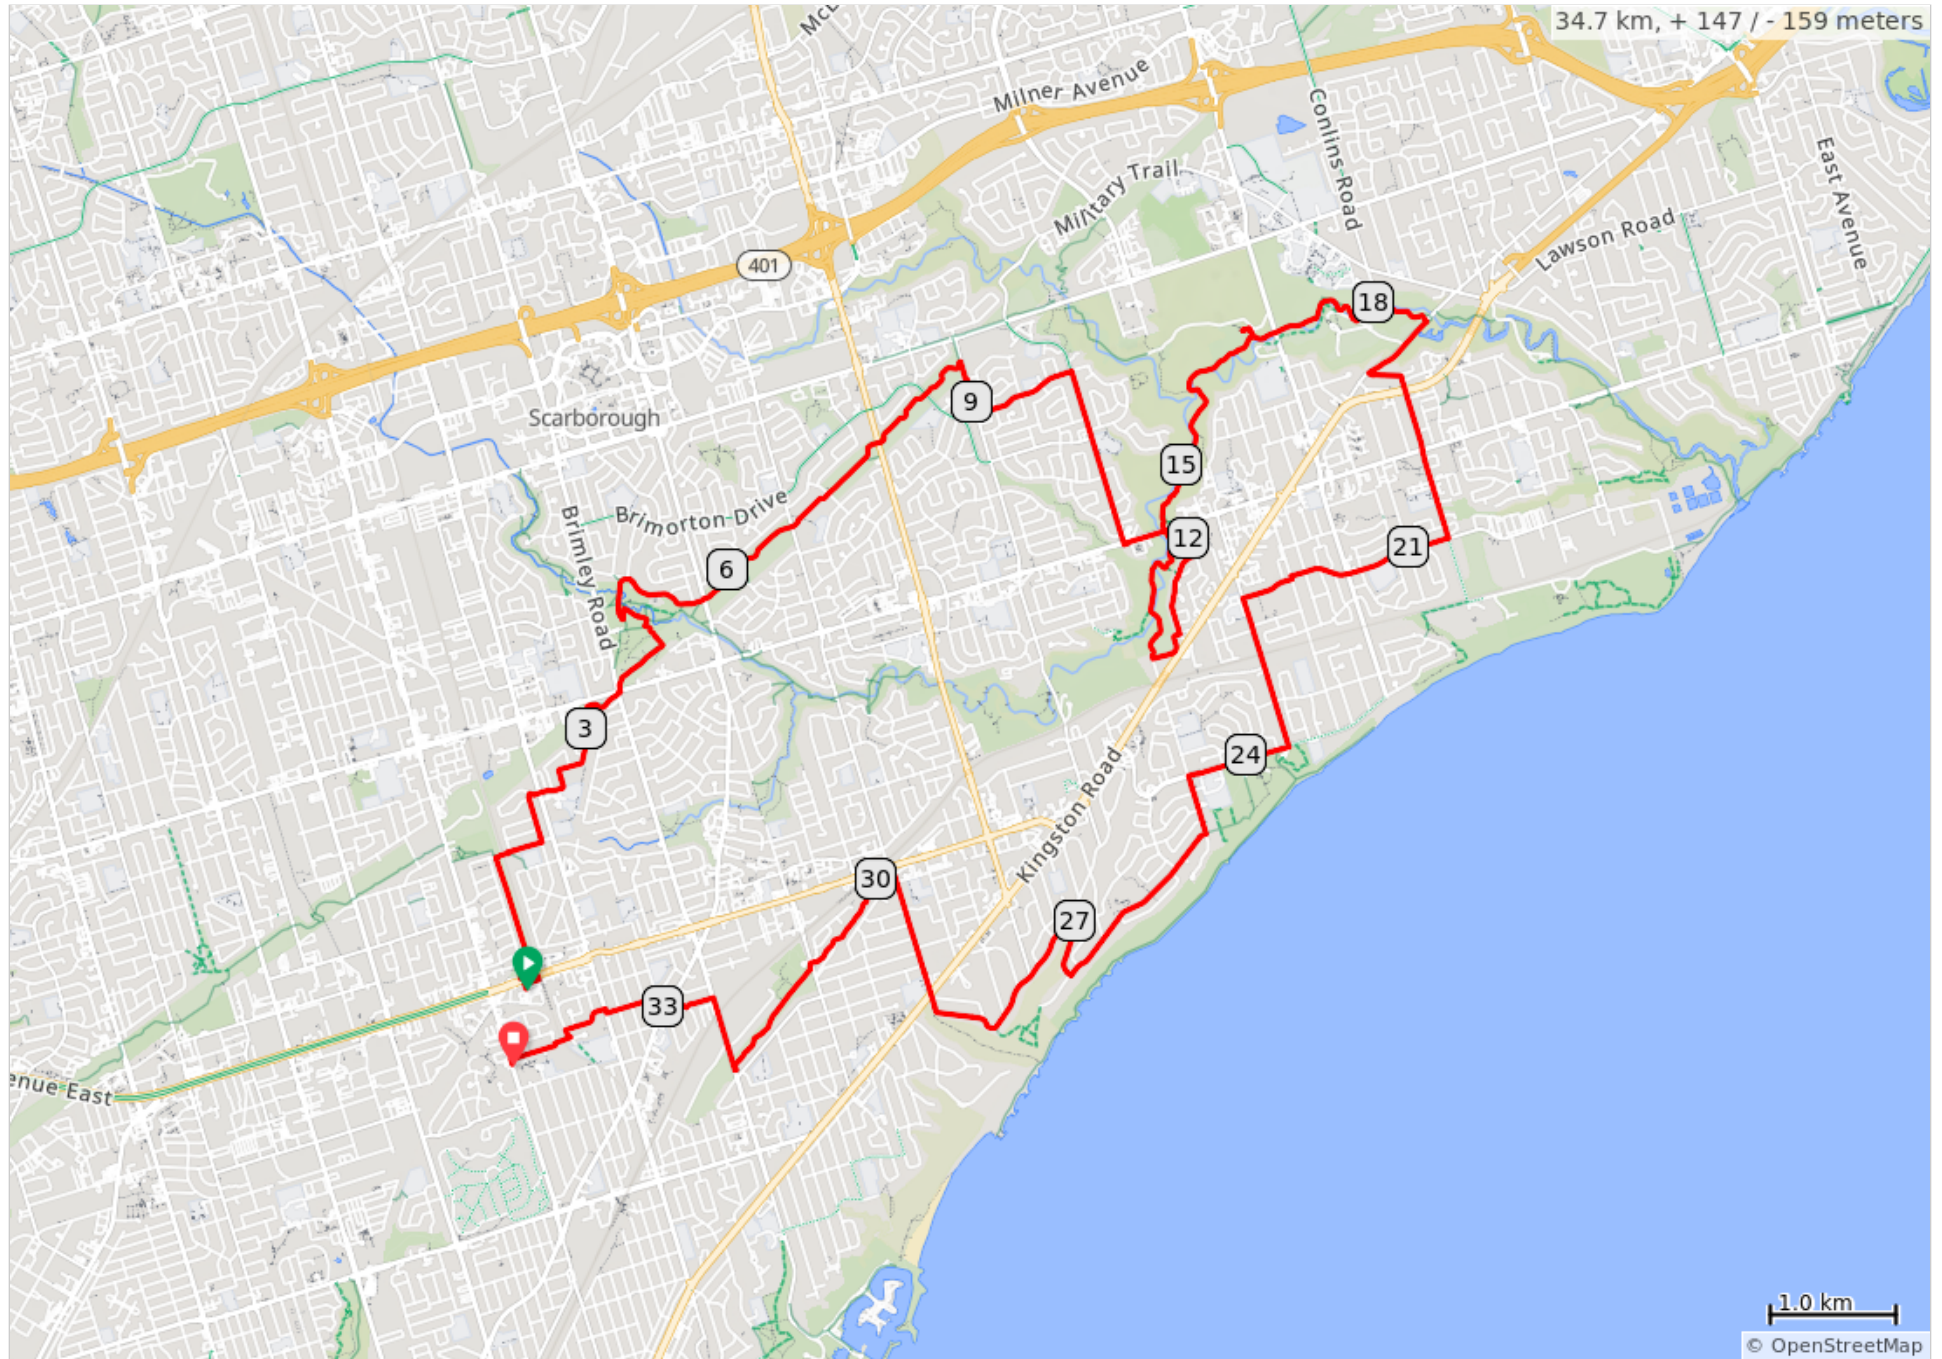 34.7 km, + 147 / - 159 meters
Milner Avenue
Conlins Road
Military Trail
East Avenue
Lawson Road
401
18
Scarborough
9
15
Brimorton Drive
Brimley Road
12
21
6
3
24
Kingston Road
30
27
33
enue East
1.0 km
© OpenStreetMap